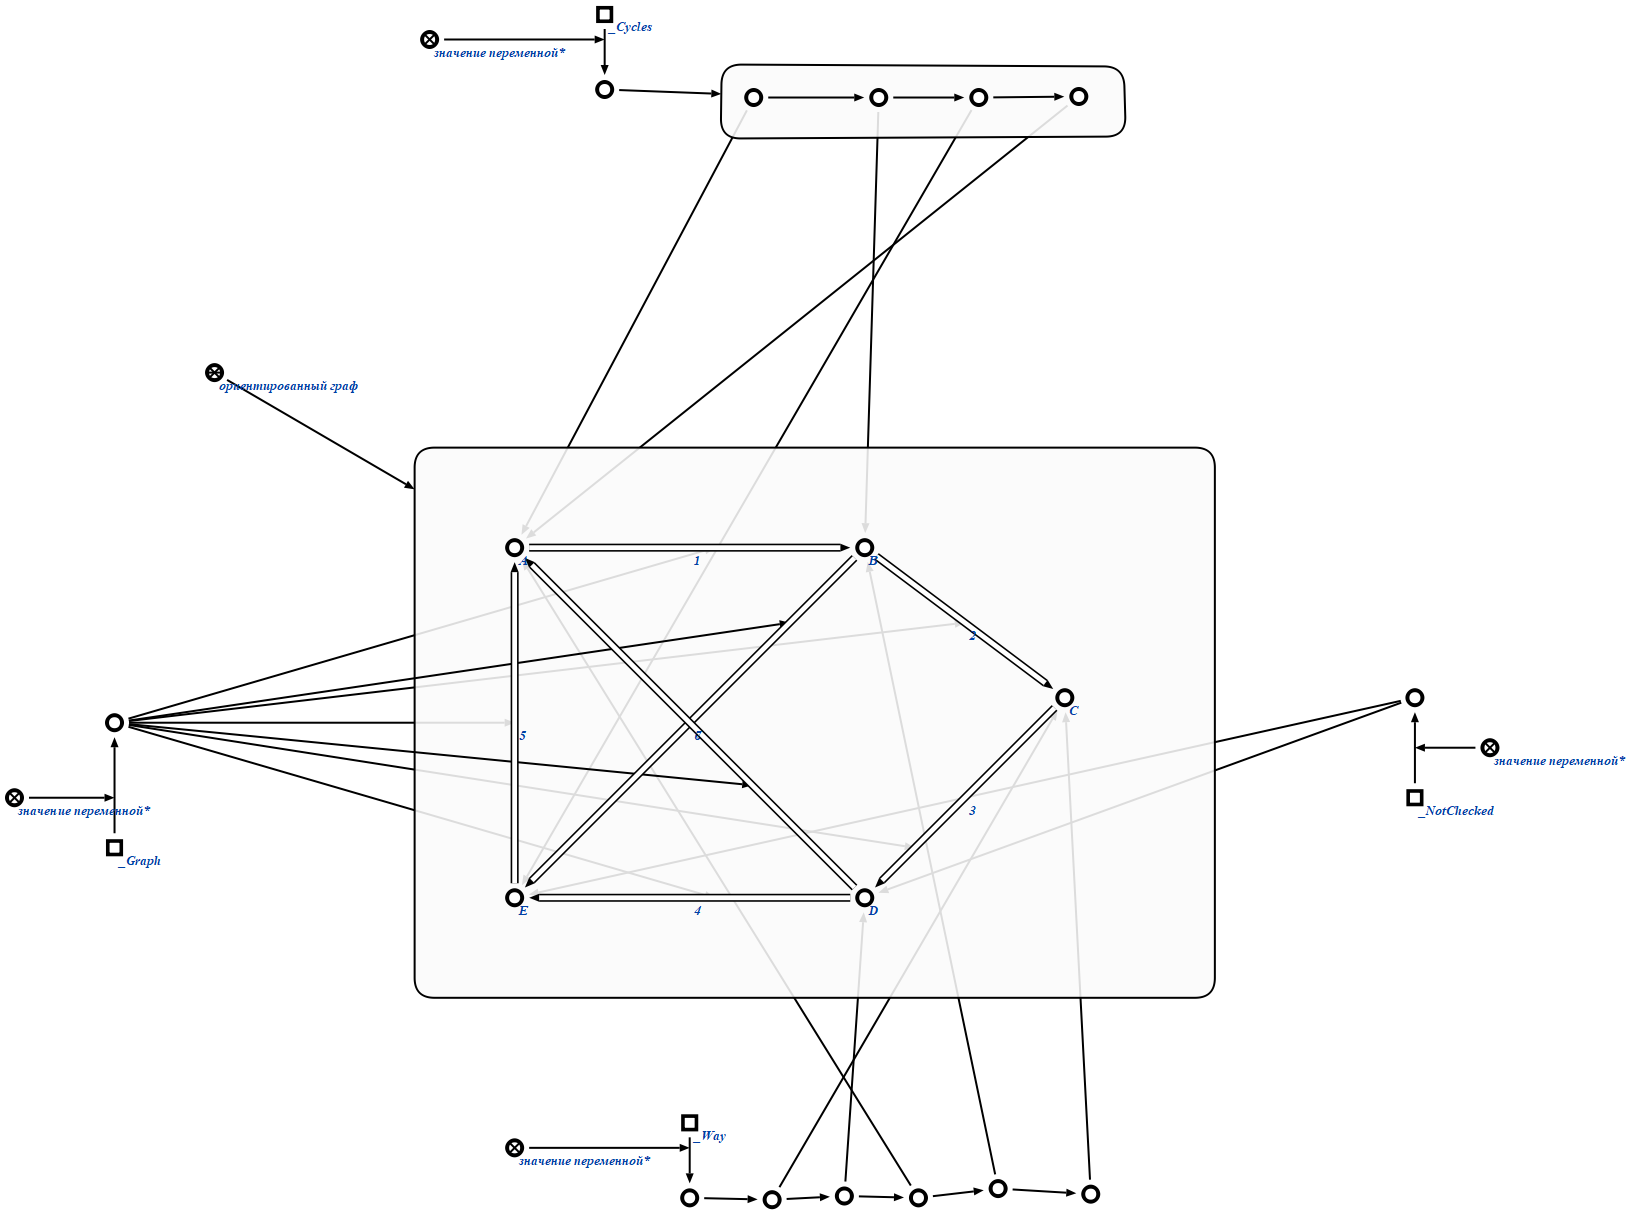 _Cycles
значение переменной*
ориентированный граф
A
1
B
2
C
5
6
значение переменной*
3
_NotChecked
значение переменной*
_Graph
E
4
D
_Way
значение переменной*